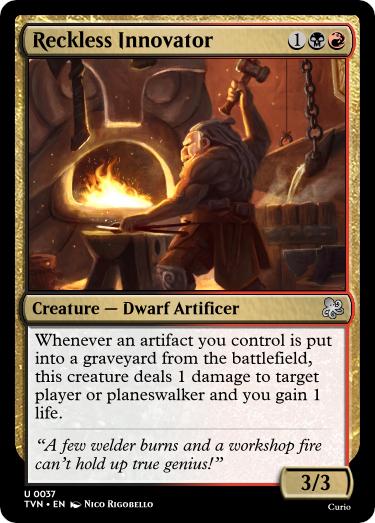 Reckless Innovator 1
Creature — Dwarf Artificer
Whenever an artifact you control is put
into a graveyard from the battlefield,
this creature deals 1 damage to target
player or planeswalker and you gain 1
life.
“A few welder burns and a workshop fire
can’t hold up true genius!”
3/3
U 0037
TVN • EN Nico Rigobello
Curio